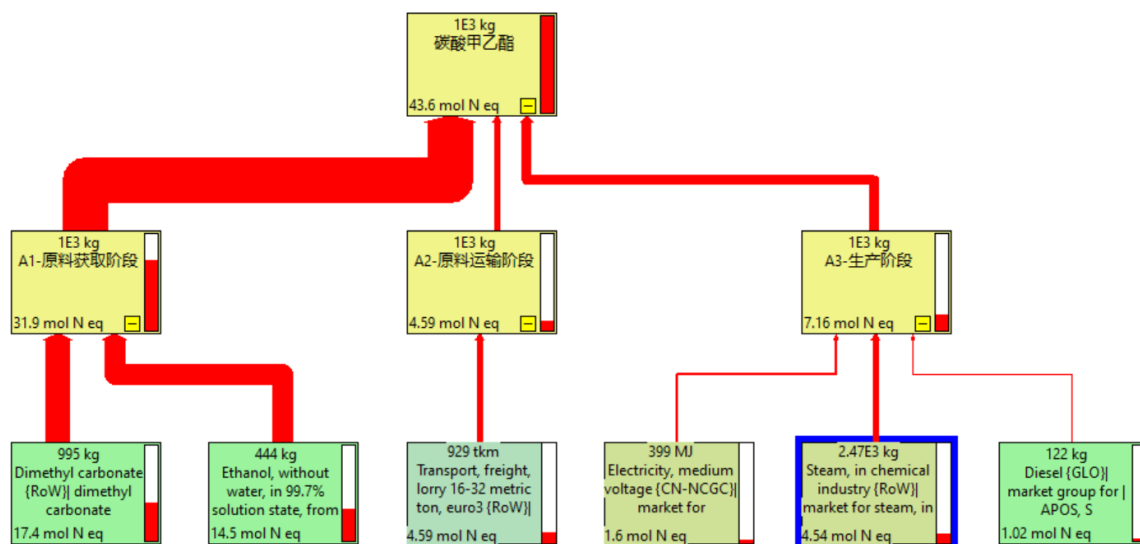 1E3 kg
碳酸甲乙酯
43.6 mol N eq
1E3 kg
A1-原料获取阶段
31.9 mol N eq
1E3 kg
A2-原料运输阶段
4.59 mol N eq
1E3 kg
A3-生产阶段
7.16 mol N eq
995 kg
Dimethyl carbonate
{RoW}| dimethyl
carbonate
17.4 mol N eq
444 kg
Ethanol, without
water, in 99.7%
solution state, from
14.5 mol N eq
929 tkm
Transport, freight,
lorry 16-32 metric
ton, euro3 {RoW}|
4.59 mol N eq
399 MJ
Electricity, medium
voltage {CN-NCGC}|
market for
1.6 mol N eq
2.47E3 kg
Steam, in chemical
industry {RoW}|
market for steam, in
4.54 mol N eq
122 kg
Diesel {GLO}|
market group for |
APOS, S
1.02 mol N eq